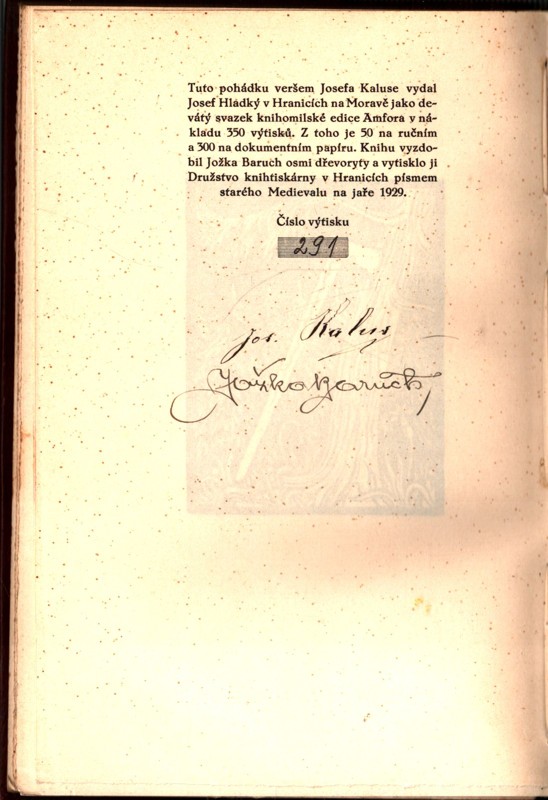 Tuto pohádku veršem Josefa Kaluse vydal
Josef Hladký v Hranicích na Moravě jako de-
vátý svazek knihomilské edice Amfora v ná-
kladu 350 výtisků. Z toho je 50 na ručním
a 300 na dokumentním papíru. Knihu vyzdo-
bil Jožka Baruch osmi dřevoryty a vytisklo ji
Družstvo knihtiskárny v Hranicích písmem
starého Medievalu na jaře 1929.
Číslo výtisku
291
Jos. Kalus
Jožka Baruch